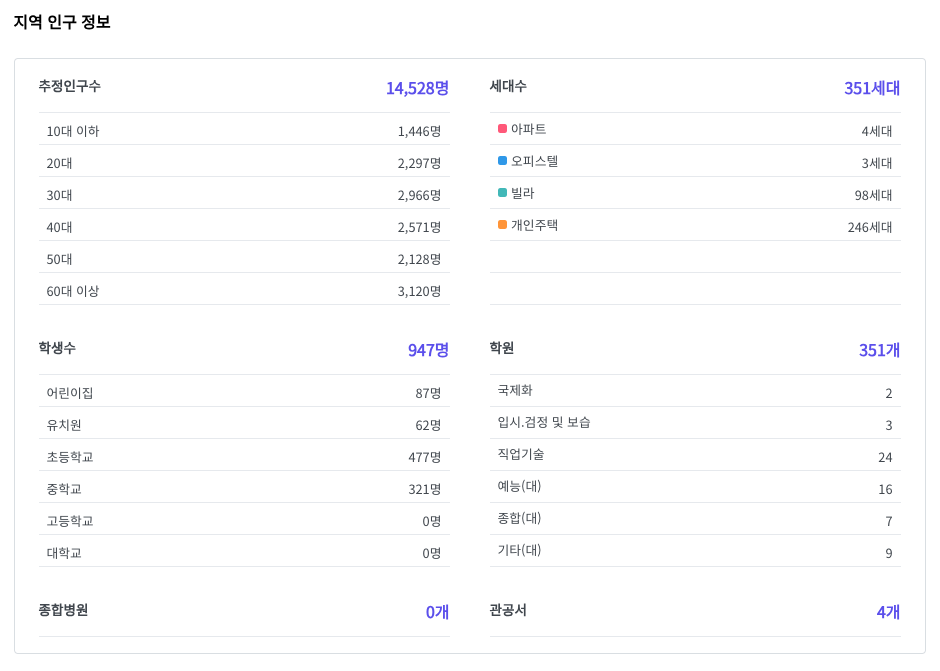 지역 인구 정보
추정인구수 14,528명
10대 이하 1,446명
20대 2,297명
30대 2,966명
40대 2,571명
50대 2,128명
60대 이상 3,120명
세대수 351세대
아파트 4세대
오피스텔 3세대
빌라 98세대
개인주택 246세대
학생수 947명
어린이집 87명
유치원 62명
초등학교 477명
중학교 321명
고등학교 0명
대학교 0명
학원 351개
국제화 2
입시.검정 및 보습 3
직업기술 24
예능(대) 16
종합(대) 7
기타(대) 9
종합병원 0개
관공서 4개